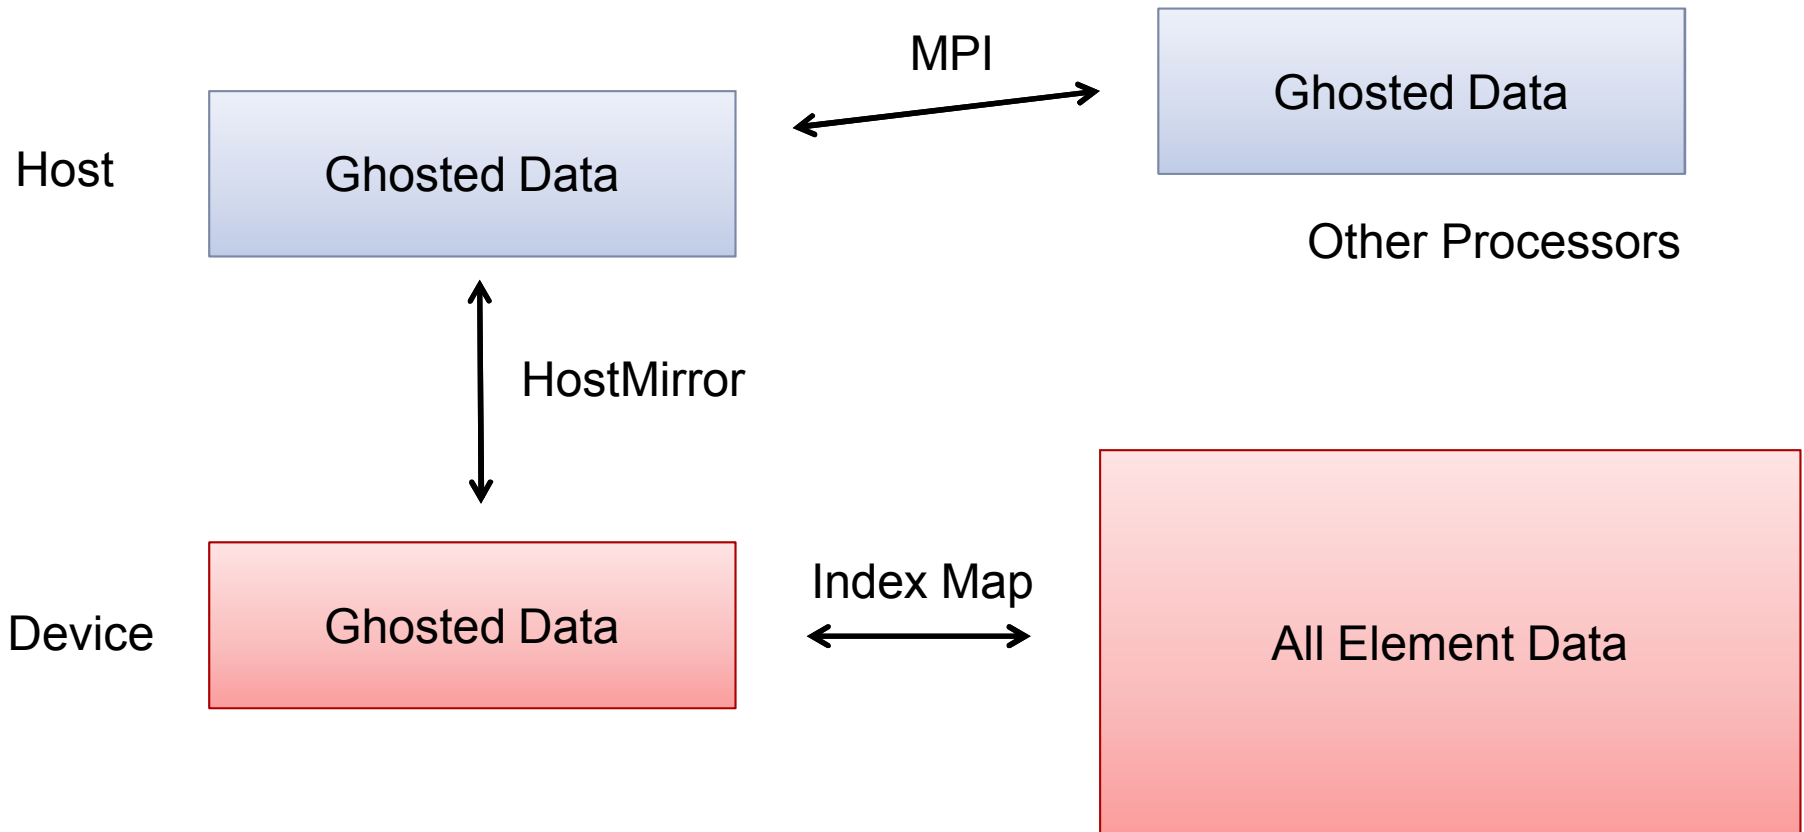 MPI
Ghosted Data
Host
Ghosted Data
Other Processors
HostMirror
Index Map
Device
Ghosted Data
All Element Data